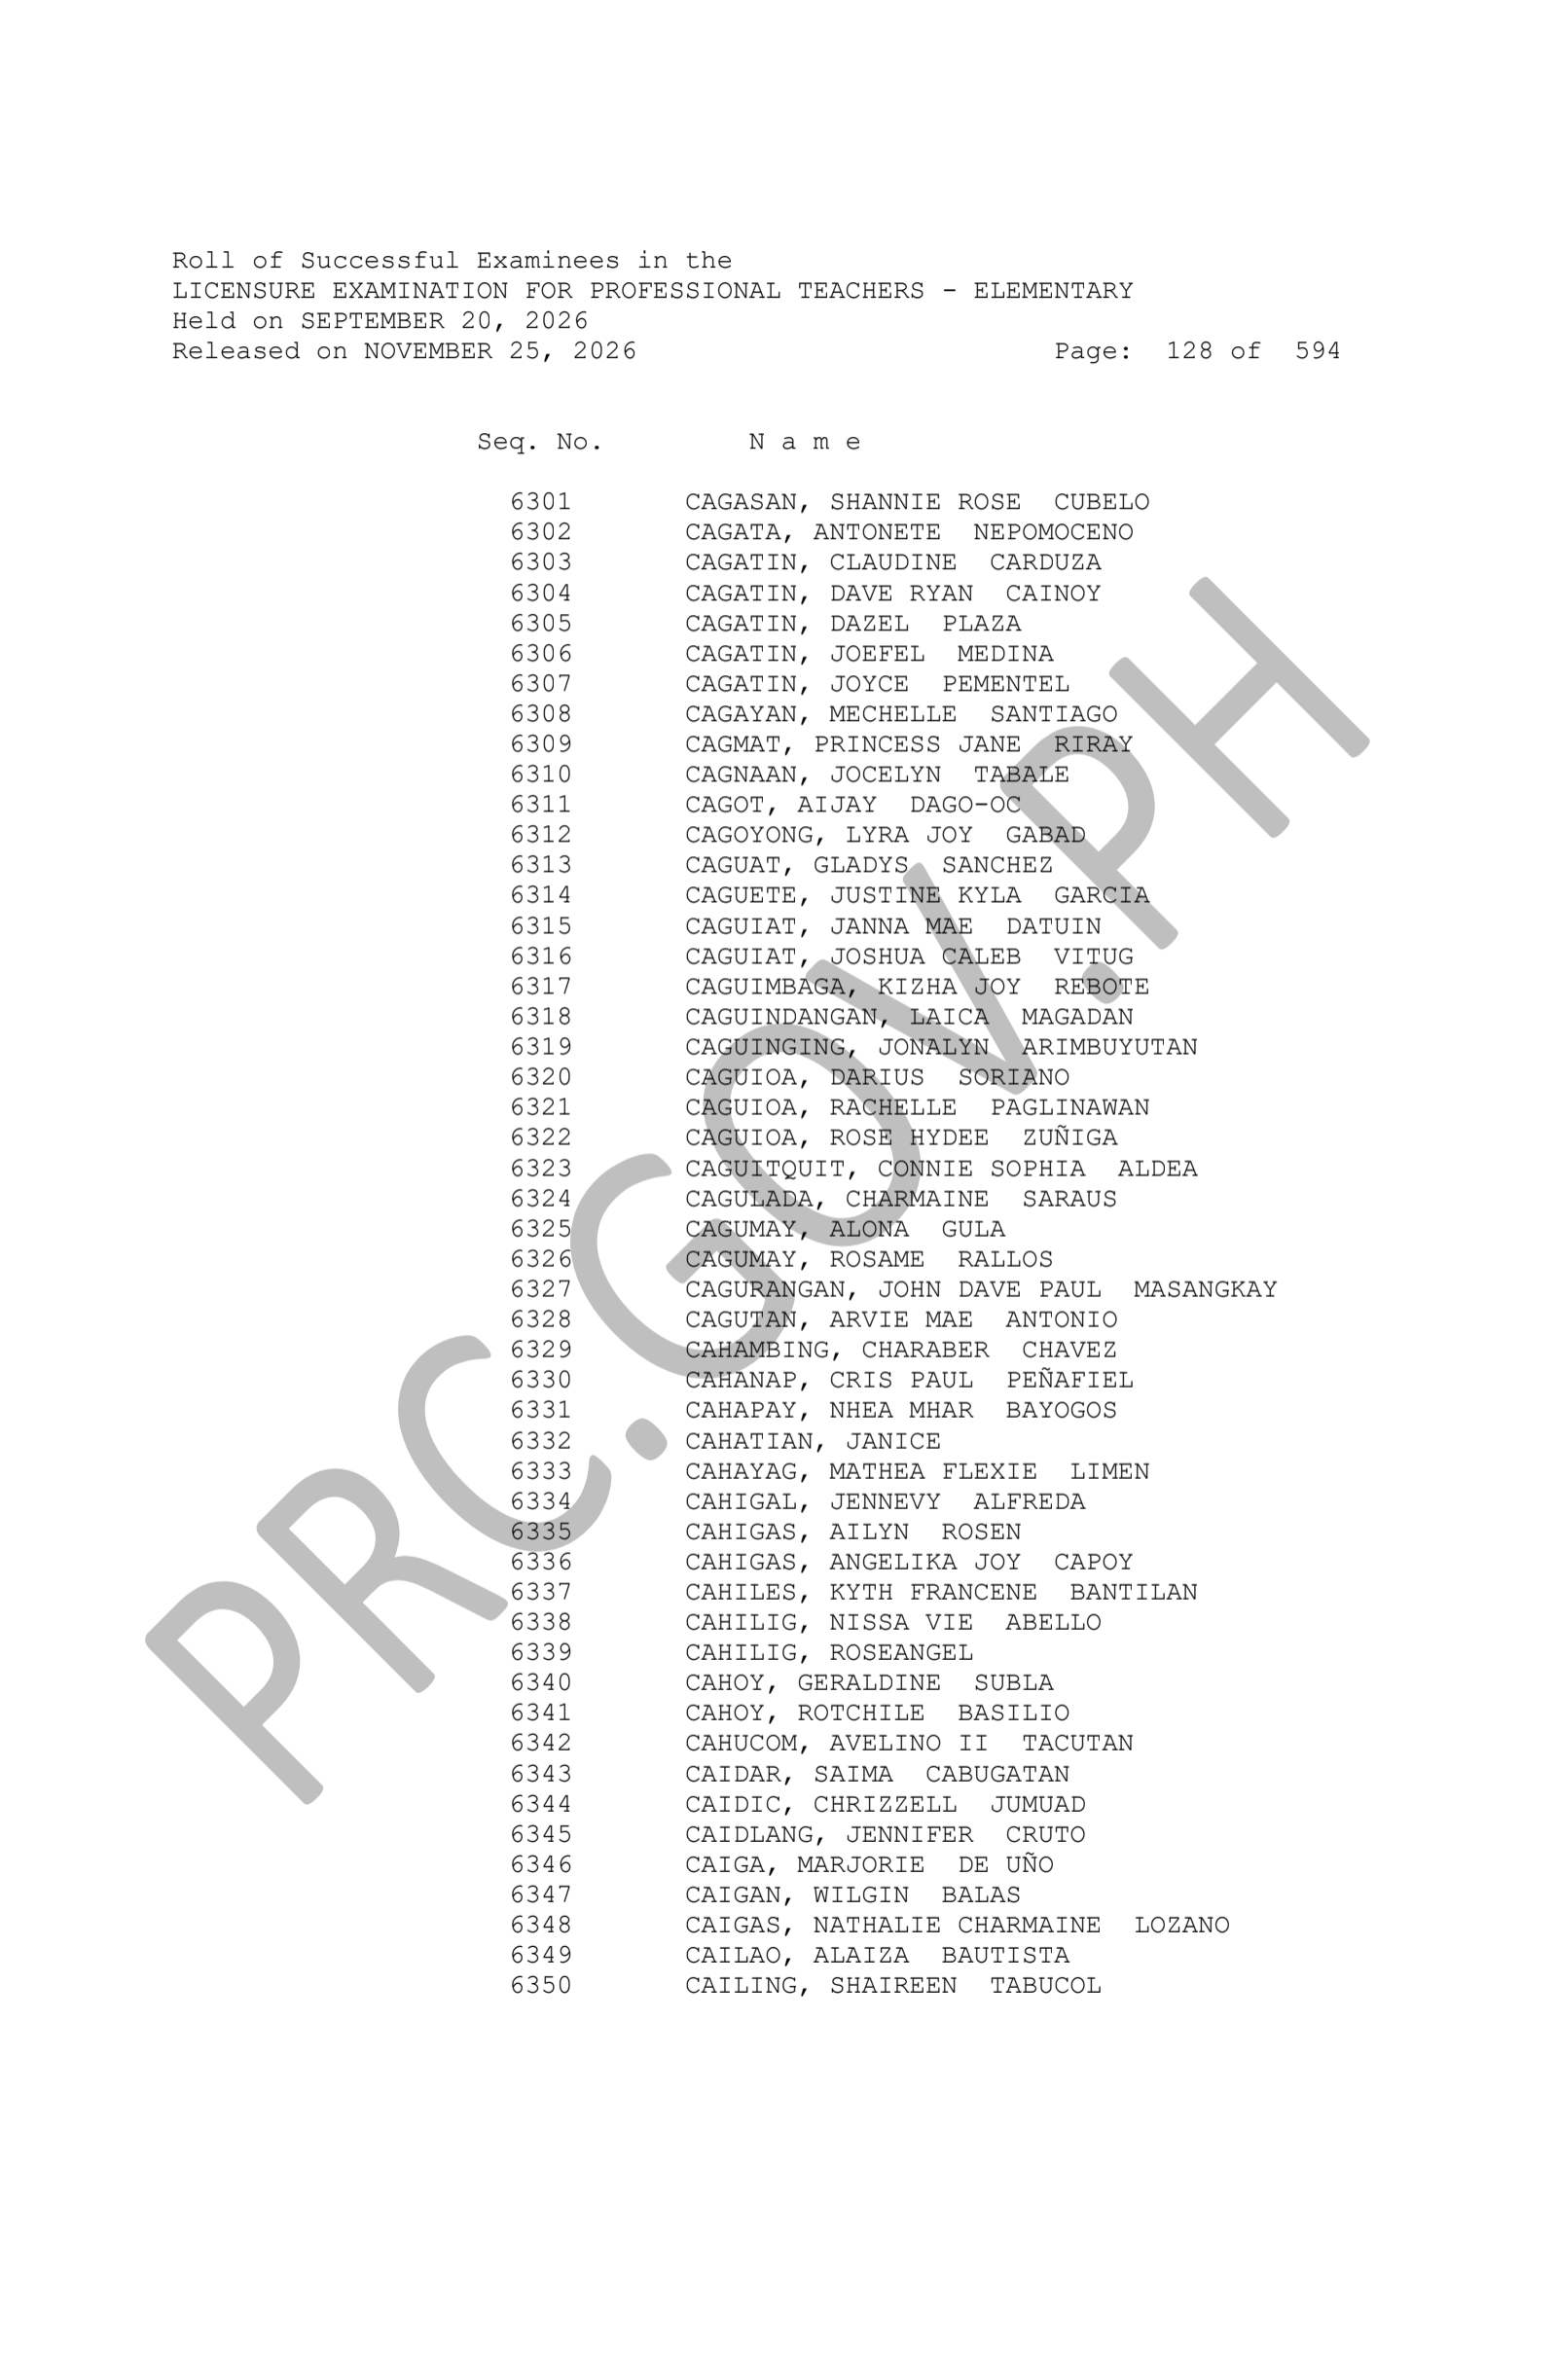 Roll of Successful Examinees in the
LICENSURE EXAMINATION FOR PROFESSIONAL TEACHERS - ELEMENTARY
Held on SEPTEMBER 20, 2026
Released on NOVEMBER 25, 2026 Page: 128 of 594
Seq. No. N a m e
6301 CAGASAN, SHANNIE ROSE CUBELO
6302 CAGATA, ANTONETE NEPOMOCENO
6303 CAGATIN, CLAUDINE CARDUZA
6304 CAGATIN, DAVE RYAN CAINOY
6305 CAGATIN, DAZEL PLAZA
6306 CAGATIN, JOEFEL MEDINA
6307 CAGATIN, JOYCE PEMENTEL
6308 CAGAYAN, MECHELLE SANTIAGO
6309 CAGMAT, PRINCESS JANE RIRAY
6310 CAGNAAN, JOCELYN TABALE
6311 CAGOT, AIJAY DAGO-OC
6312 CAGOYONG, LYRA JOY GABAD
6313 CAGUAT, GLADYS SANCHEZ
6314 CAGUETE, JUSTINE KYLA GARCIA
6315 CAGUIAT, JANNA MAE DATUIN
6316 CAGUIAT, JOSHUA CALEB VITUG
6317 CAGUIMBAGA, KIZHA JOY REBOTE
6318 CAGUINDANGAN, LAICA MAGADAN
6319 CAGUINGING, JONALYN ARIMBUYUTAN
6320 CAGUIOA, DARIUS SORIANO
6321 CAGUIOA, RACHELLE PAGLINAWAN
6322 CAGUIOA, ROSE HYDEE ZUÑIGA
6323 CAGUITQUIT, CONNIE SOPHIA ALDEA
6324 CAGULADA, CHARMAINE SARAUS
6325 CAGUMAY, ALONA GULA
6326 CAGUMAY, ROSAME RALLOS
6327 CAGURANGAN, JOHN DAVE PAUL MASANGKAY
6328 CAGUTAN, ARVIE MAE ANTONIO
6329 CAHAMBING, CHARABER CHAVEZ
6330 CAHANAP, CRIS PAUL PEÑAFIEL
6331 CAHAPAY, NHEA MHAR BAYOGOS
6332 CAHATIAN, JANICE
6333 CAHAYAG, MATHEA FLEXIE LIMEN
6334 CAHIGAL, JENNEVY ALFREDA
6335 CAHIGAS, AILYN ROSEN
6336 CAHIGAS, ANGELIKA JOY CAPOY
6337 CAHILES, KYTH FRANCENE BANTILAN
6338 CAHILIG, NISSA VIE ABELLO
6339 CAHILIG, ROSEANGEL
6340 CAHOY, GERALDINE SUBLA
6341 CAHOY, ROTCHILE BASILIO
6342 CAHUCOM, AVELINO II TACUTAN
6343 CAIDAR, SAIMA CABUGATAN
6344 CAIDIC, CHRIZZELL JUMUAD
6345 CAIDLANG, JENNIFER CRUTO
6346 CAIGA, MARJORIE DE UÑO
6347 CAIGAN, WILGIN BALAS
6348 CAIGAS, NATHALIE CHARMAINE LOZANO
6349 CAILAO, ALAIZA BAUTISTA
6350 CAILING, SHAIREEN TABUCOL
PRC.GOV.PH